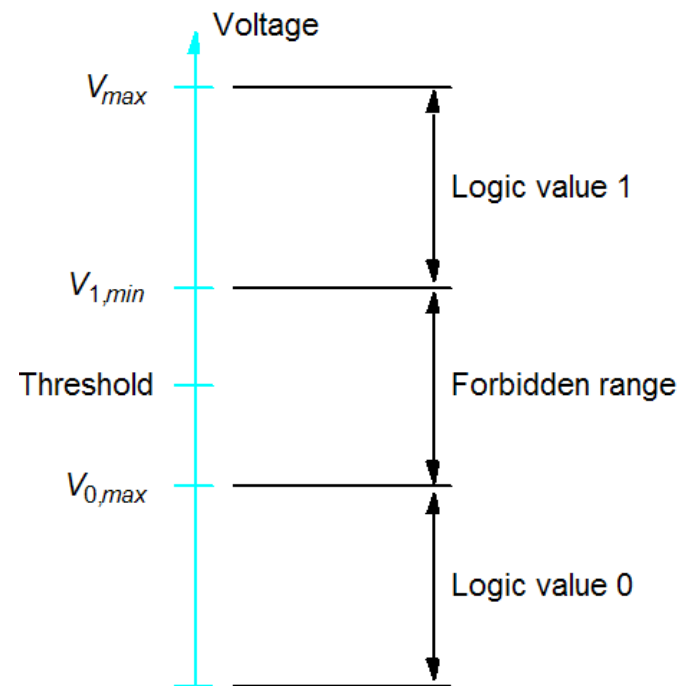 Voltage
Vmax
Logic value 1
V1,min
Threshold
Forbidden range
V0,max
Logic value 0